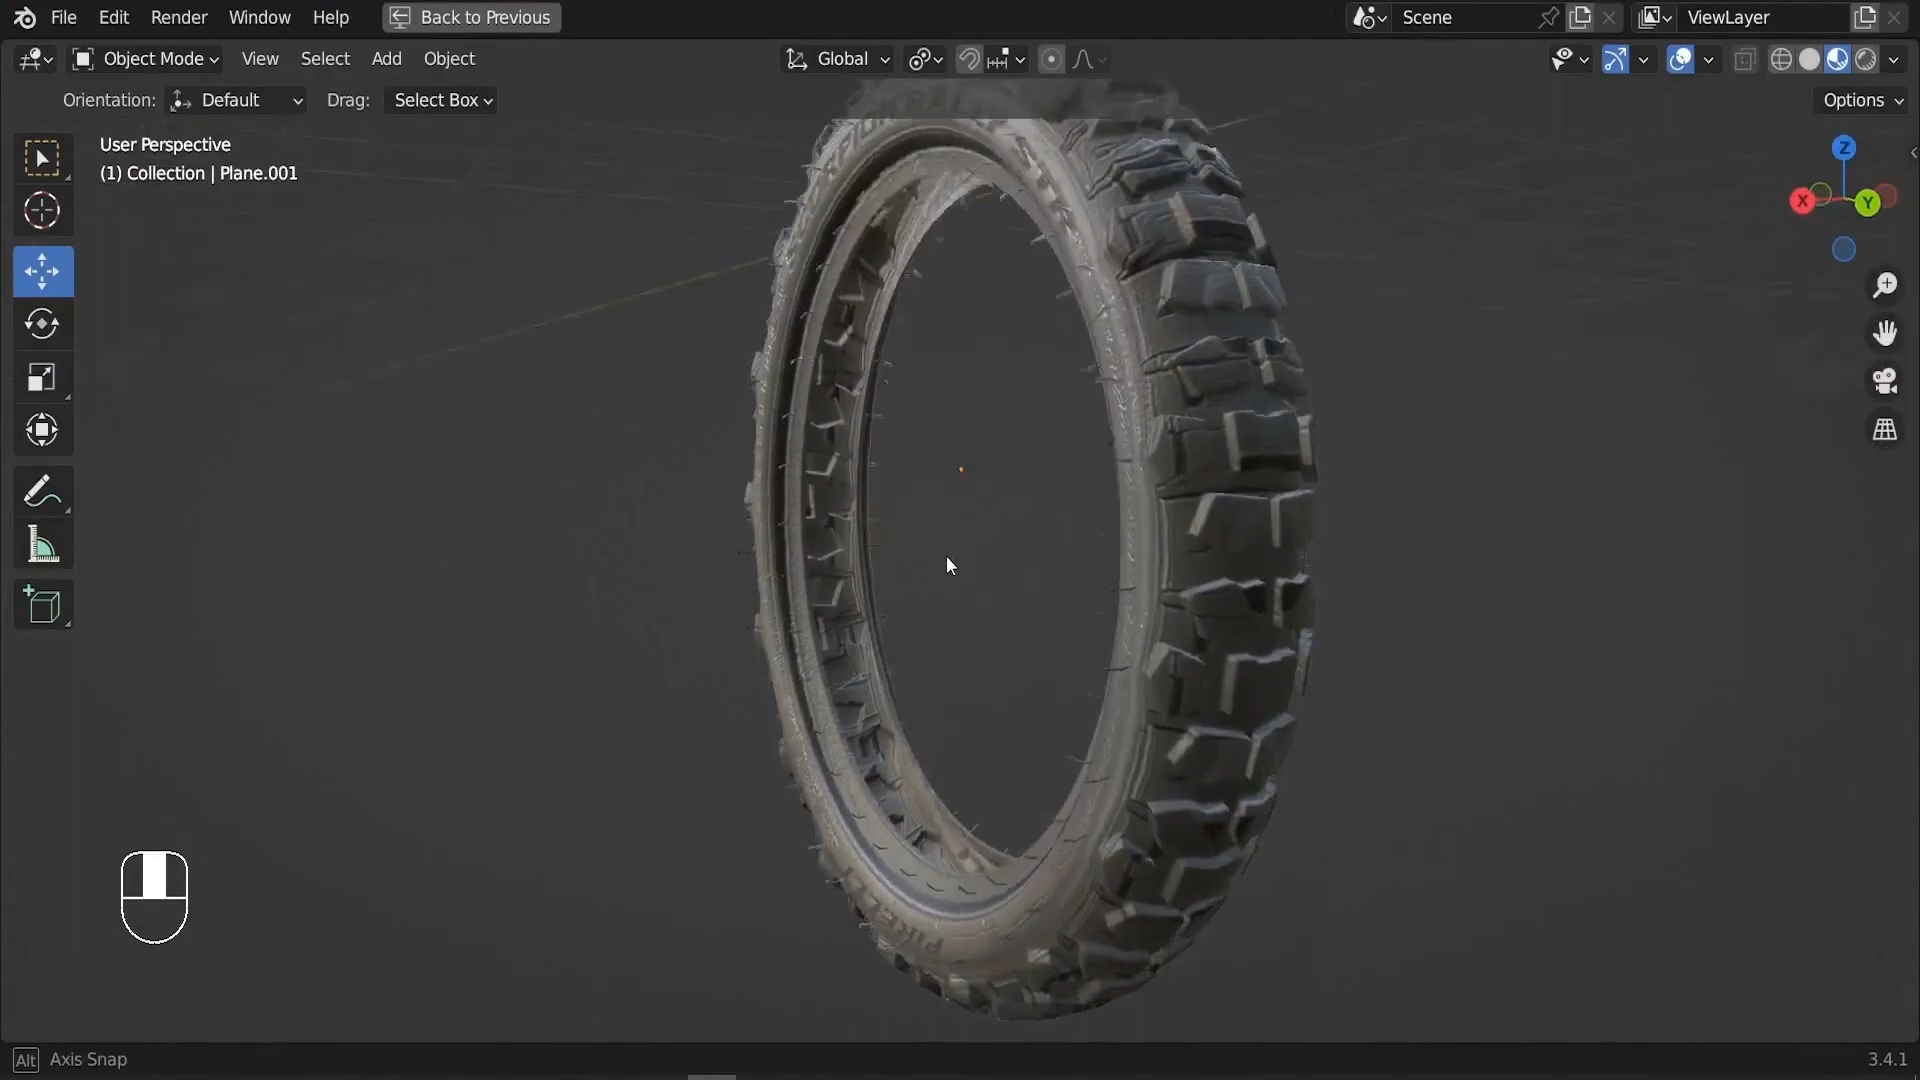 File Edit Render Window Help Back to Previous Scene ViewLayer
Object Mode View Select Add Object Global
Orientation: Default Drag: Select Box Options
User Perspective
(1) Collection | Plane.001
Z
X Y
Alt Axis Snap 3.4.1